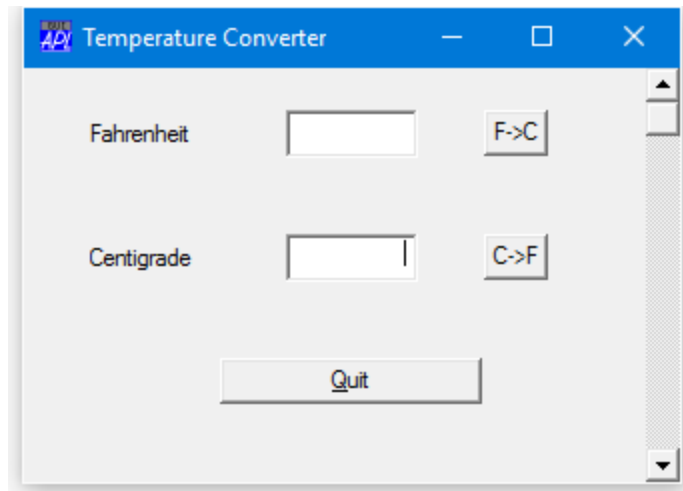 Temperature Converter
Fahrenheit F->C
Centigrade C->F
Quit